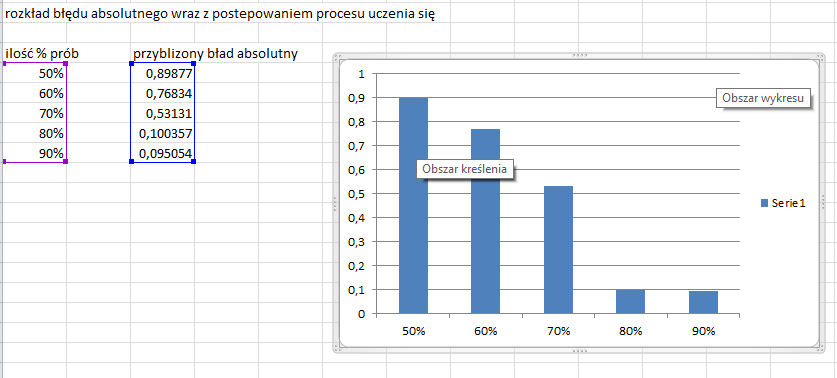 rozkład błędu absolutnego wraz z postepowaniem procesu uczenia się
ilość % prób przyblizony bład absolutny
50% 0,89877
60% 0,76834
70% 0,53131
80% 0,100357
90% 0,095054
1
0,9
0,8
0,7
0,6
0,5
0,4
0,3
0,2
0,1
0
50% 60% 70% 80% 90%
Obszar wykresu
Obszar kreślenia
Serie1